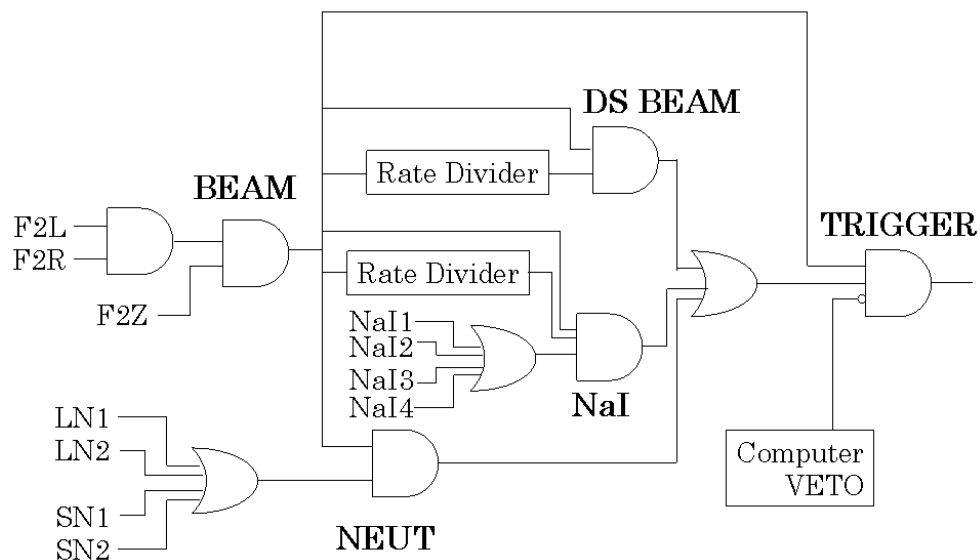 DS BEAM
Rate Divider
BEAM
F2L
F2R
TRIGGER
Rate Divider
F2Z
NaI1
NaI2
NaI3
NaI4
NaI
LN1
LN2
Computer
VETO
SN1
SN2
NEUT